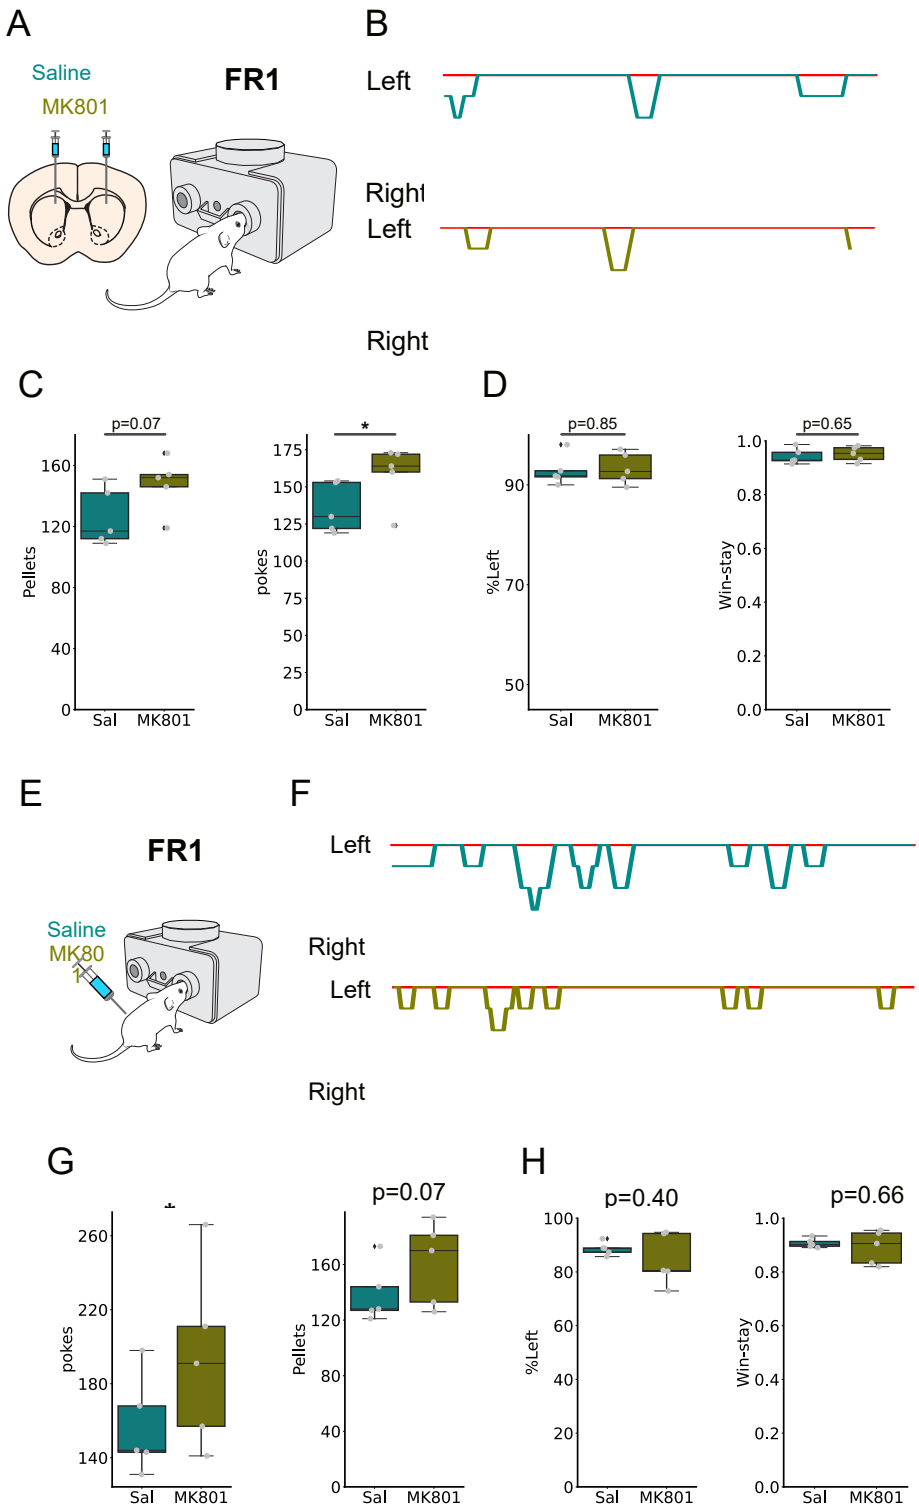 A
Saline
MK801
FR1
B
Left
Right
Left
Right
C
p=0.07
160
120
80
40
0
Pellets
Sal
MK801
*
175
150
125
100
75
50
25
0
pokes
Sal
MK801
D
p=0.85
90
70
50
%Left
Sal
MK801
p=0.65
1.0
0.8
0.6
0.4
0.2
0.0
Win-stay
Sal
MK801
E
FR1
Saline
MK80
1
F
Left
Right
Left
Right
G
*
260
220
180
140
pokes
Sal
MK801
p=0.07
160
120
80
40
0
Pellets
Sal
MK801
H
p=0.40
100
80
60
40
20
0
%Left
Sal
MK801
p=0.66
1.0
0.8
0.6
0.4
0.2
0.0
Win-stay
Sal
MK801